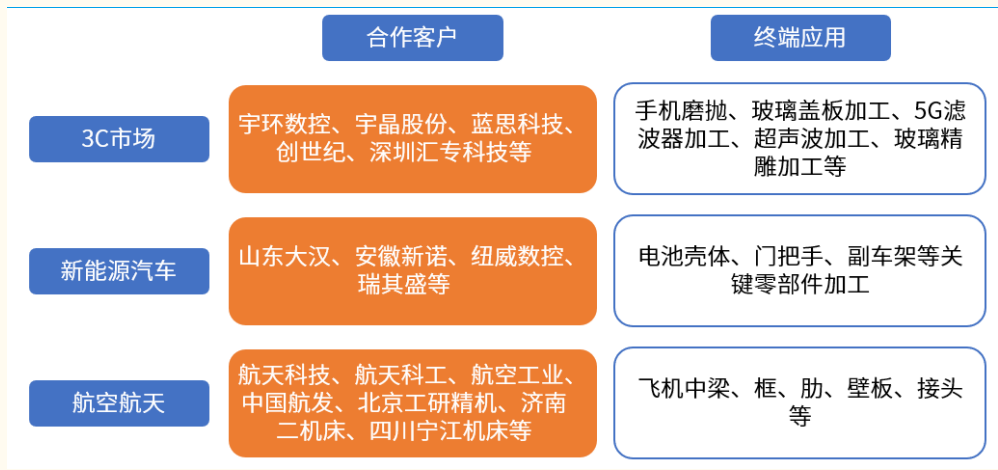 合作客户
终端应用
3C市场
宇环数控、宇晶股份、蓝思科技、
创世纪、深圳汇专科技等
手机磨抛、玻璃盖板加工、5G滤
波器加工、超声波加工、玻璃精
雕加工等
新能源汽车
山东大汉、安徽新诺、纽威数控、
瑞其盛等
电池壳体、门把手、副车架等关
键零部件加工
航空航天
航天科技、航天科工、航空工业、
中国航发、北京工研精机、济南
二机床、四川宁江机床等
飞机中梁、框、肋、壁板、接头
等